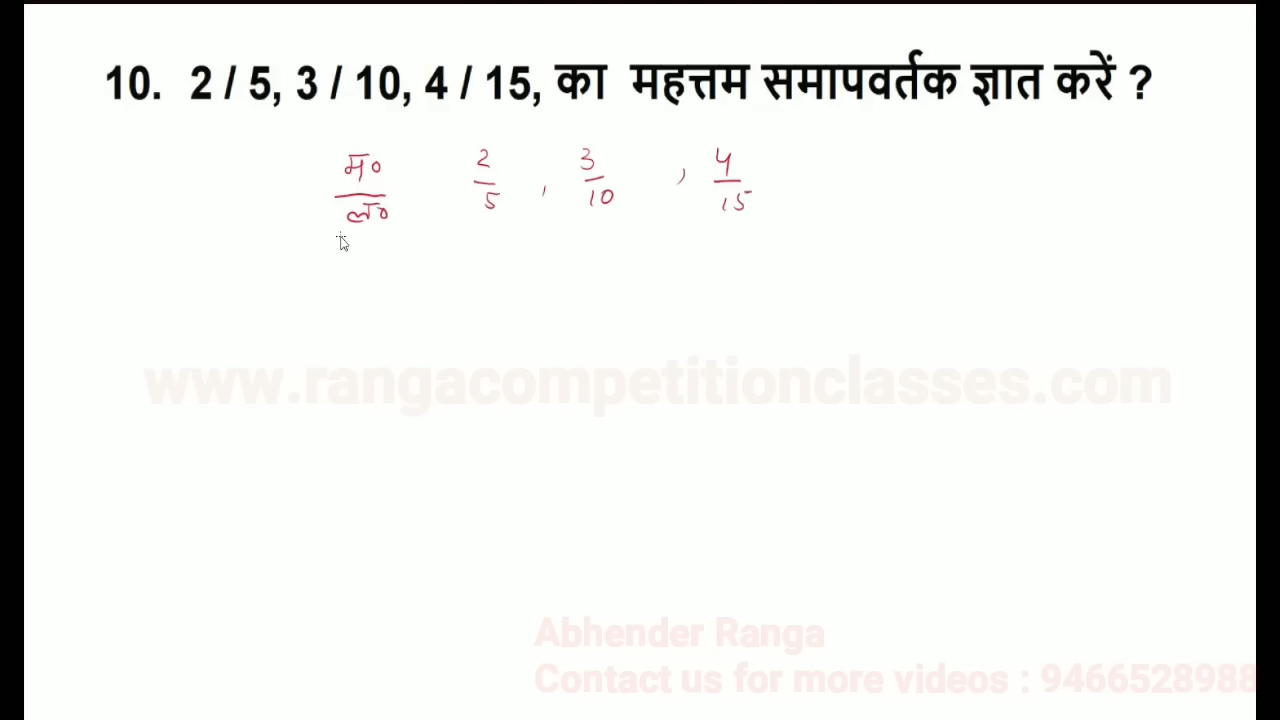 10. 2 / 5, 3 / 10, 4 / 15, का महत्तम समापवर्तक ज्ञात करें ?
म० 2 3 4
ल० 5 , 10 , 15
www.rangacompetitionclasses.com
Abhender Ranga
Contact us for more videos : 9466528988